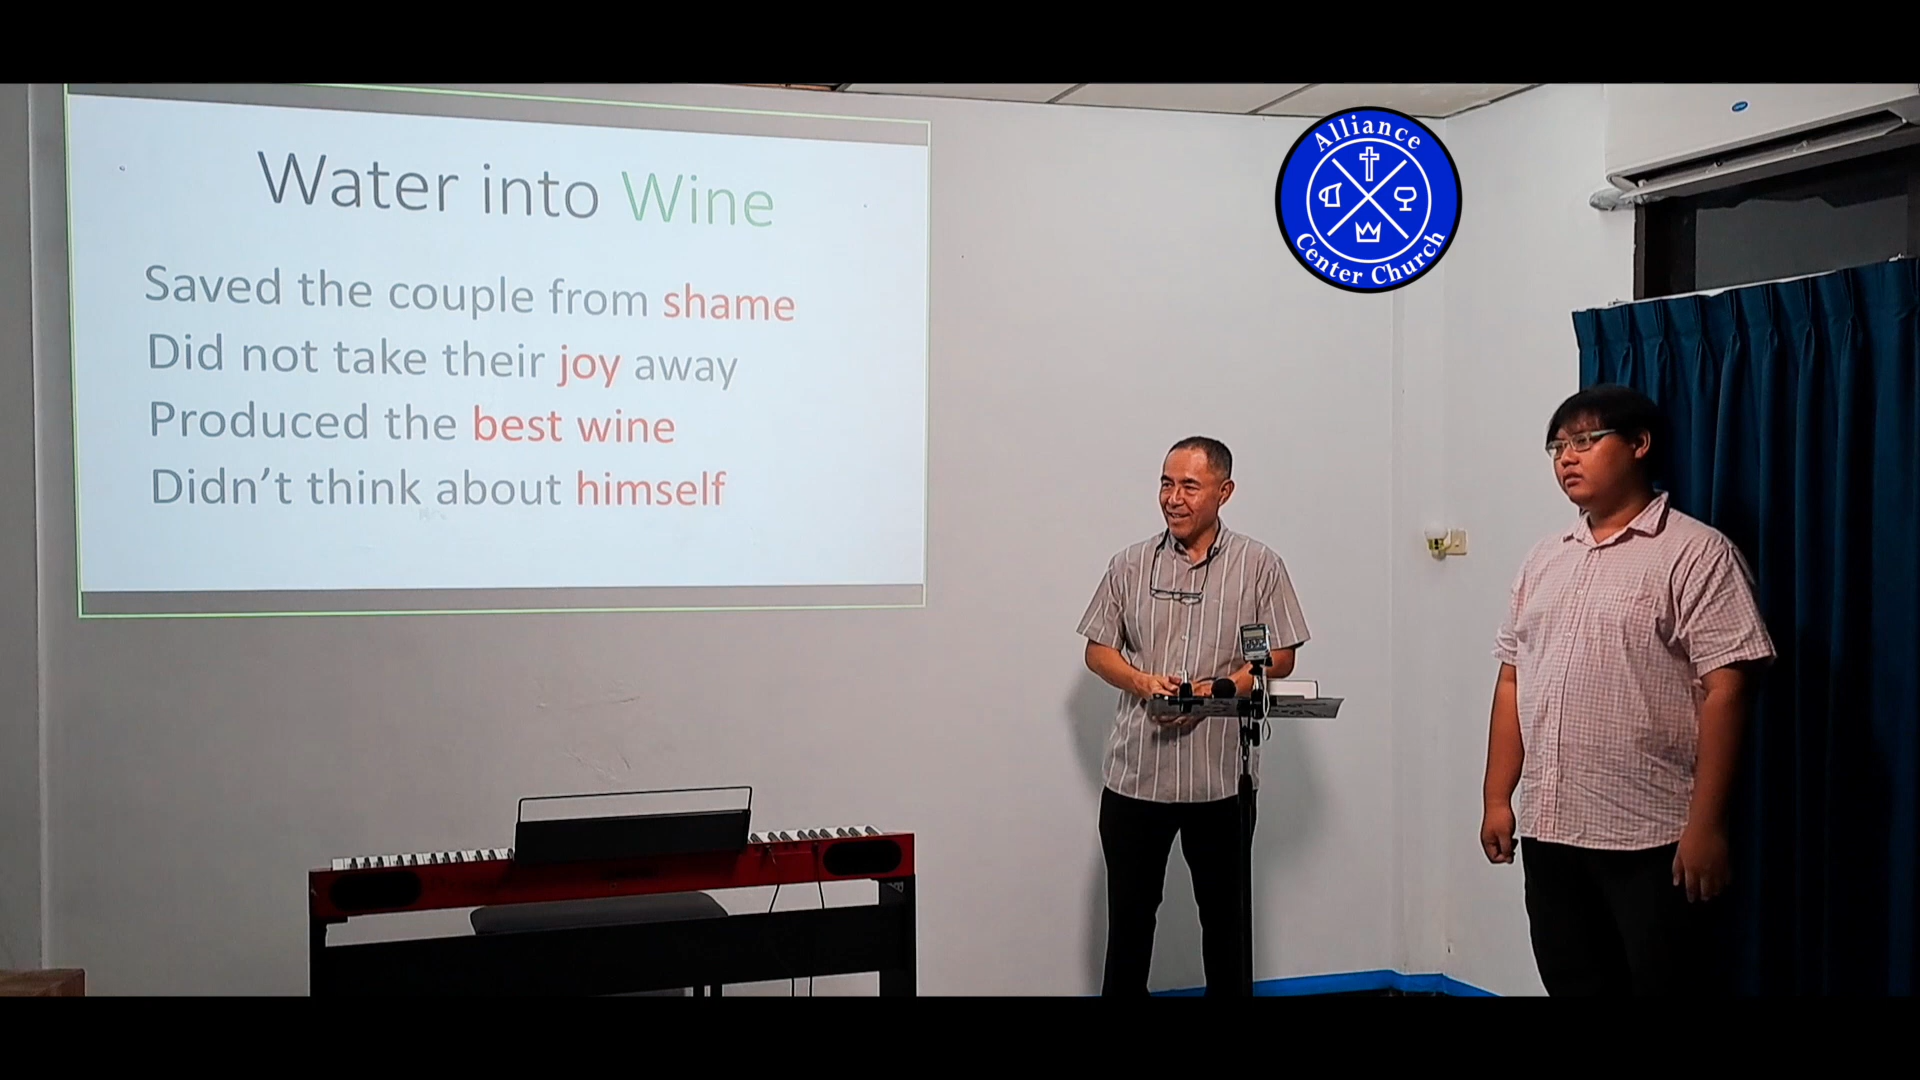 Water into Wine
Saved the couple from shame
Did not take their joy away
Produced the best wine
Didn't think about himself
Alliance
Center Church